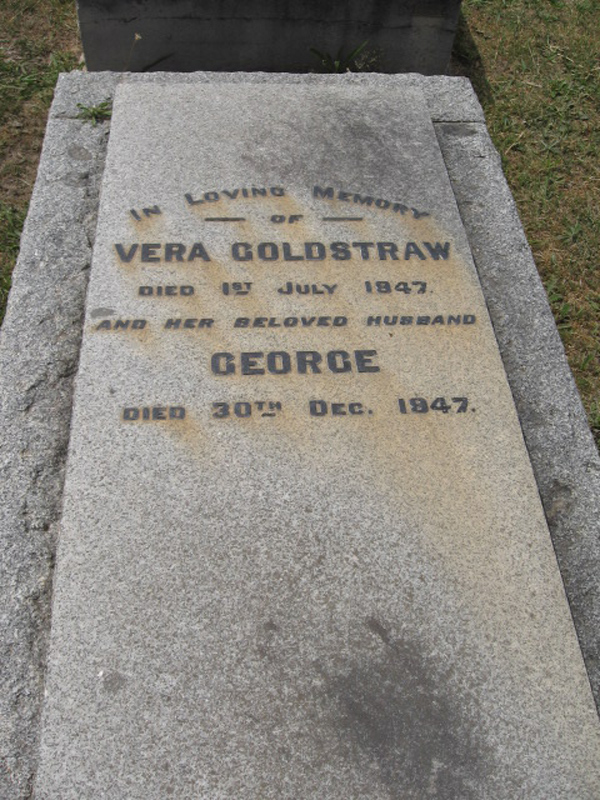 IN LOVING MEMORY
— OF —
VERA GOLDSTRAW
DIED 1ST JULY 1947.
AND HER BELOVED HUSBAND
GEORGE
DIED 30TH DEC. 1947.